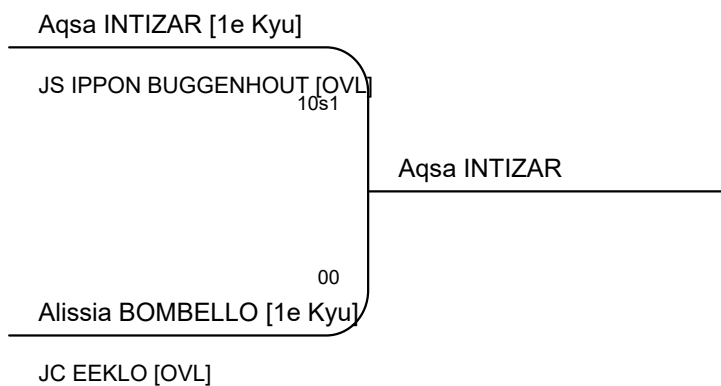 Aqsa INTIZAR [1e Kyu]
JS IPPON BUGGENHOUT [OVL]
10s1
Aqsa INTIZAR
00
Alissia BOMBELLO [1e Kyu]
JC EEKLO [OVL]